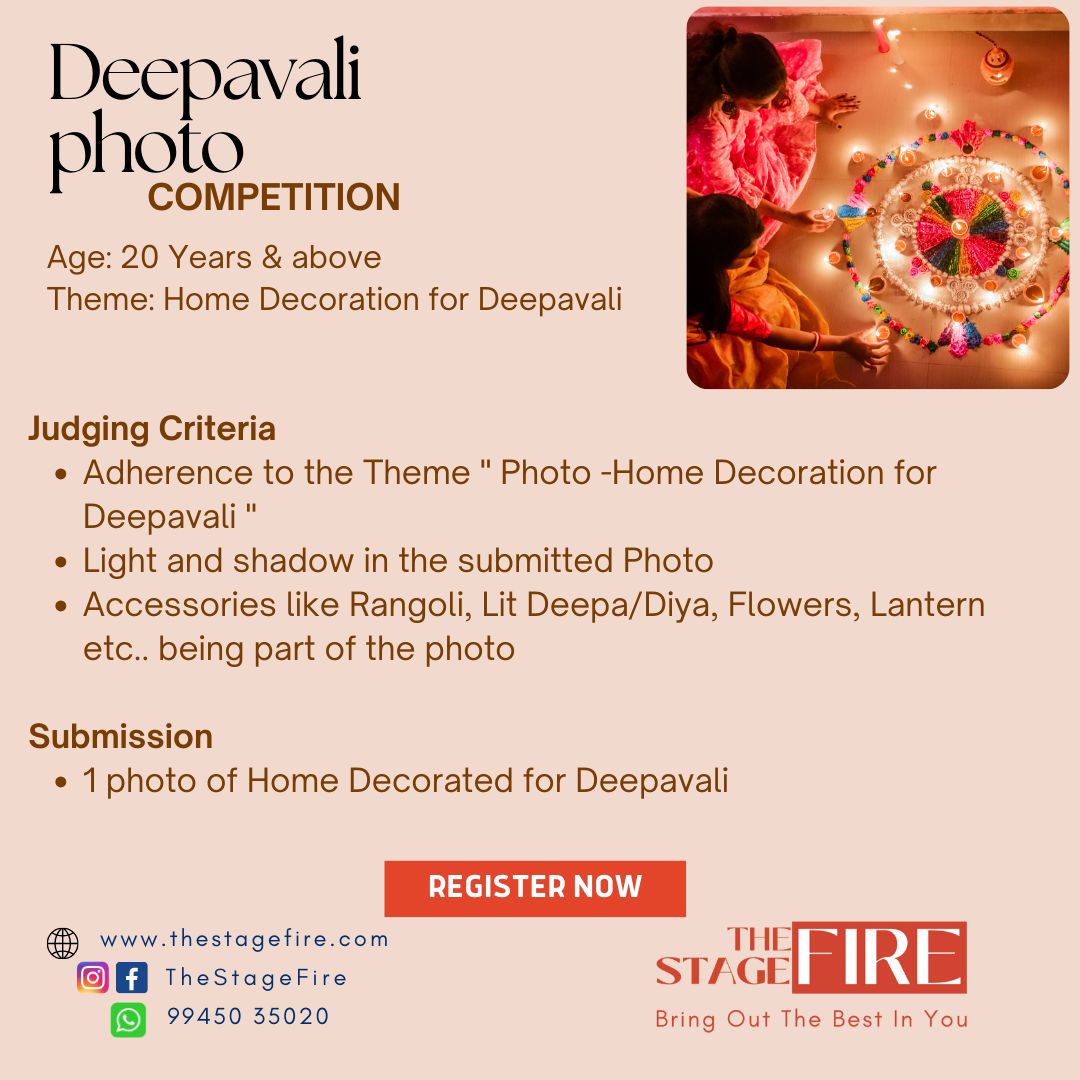 Deepavali
photo
COMPETITION
Age: 20 Years & above
Theme: Home Decoration for Deepavali
Judging Criteria
• Adherence to the Theme " Photo -Home Decoration for
Deepavali "
• Light and shadow in the submitted Photo
• Accessories like Rangoli, Lit Deepa/Diya, Flowers, Lantern
etc.. being part of the photo
Submission
• 1 photo of Home Decorated for Deepavali
REGISTER NOW
www.thestagefire.com
TheStageFire
99450 35020
THE
STAGE FIRE
Bring Out The Best In You